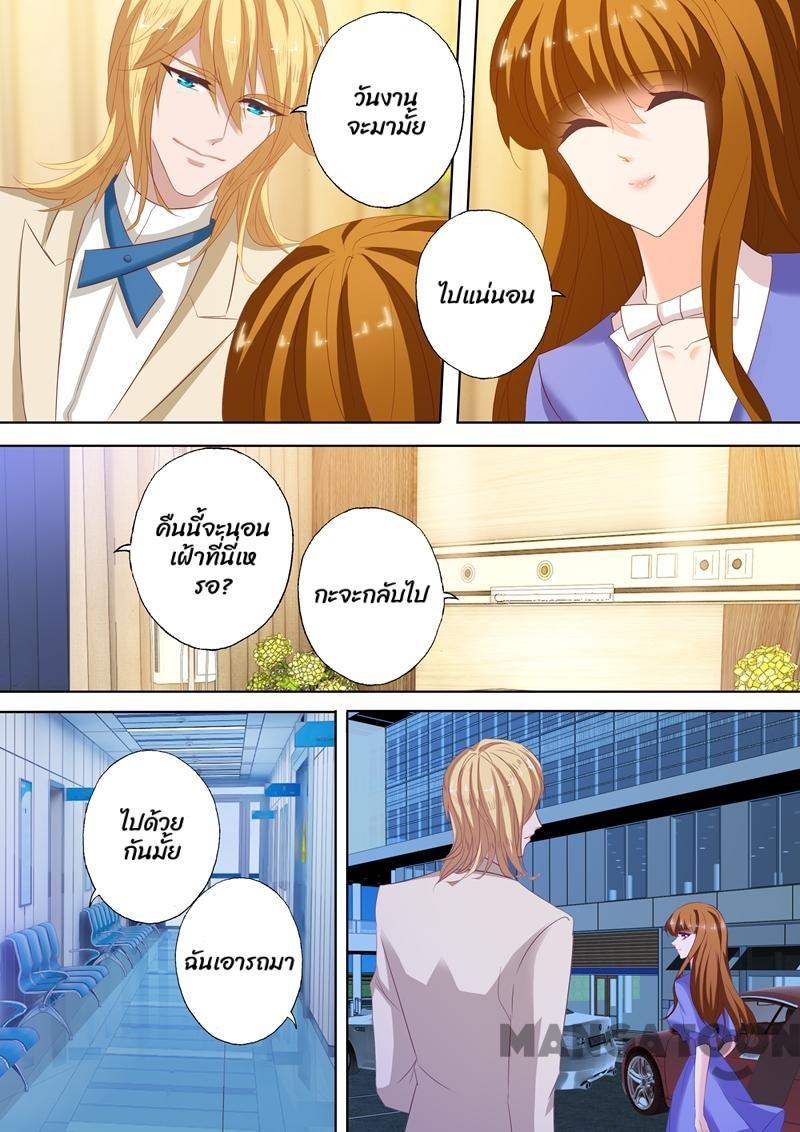 วันงาน
จะมามั้ย
ไปแน่นอน
คืนนี้จะนอน
เฝ้าที่นี่เห
รอ?
กะจะกลับไป
ไปด้วย
กันมั้ย
ฉันเอารถมา
MANGATOON